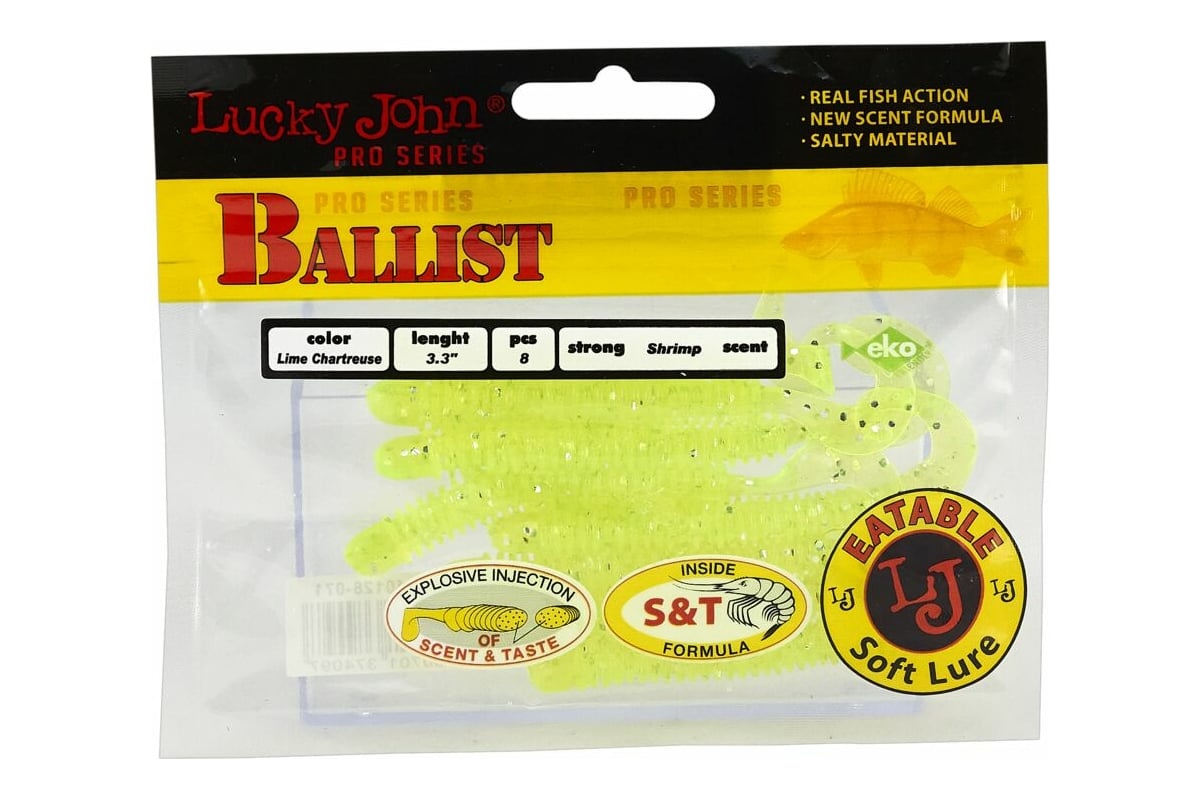 Lucky John®
PRO SERIES
· REAL FISH ACTION
· NEW SCENT FORMULA
· SALTY MATERIAL
PRO SERIES
PRO SERIES
BALLIST
color
Lime Chartreuse
lenght
3.3"
pcs
8
strong Shrimp scent
eko
EXPLOSIVE INJECTION
OF
SCENT & TASTE
INSIDE
S&T
FORMULA
EATABLE
LJ
LJ
LJ
Soft Lure